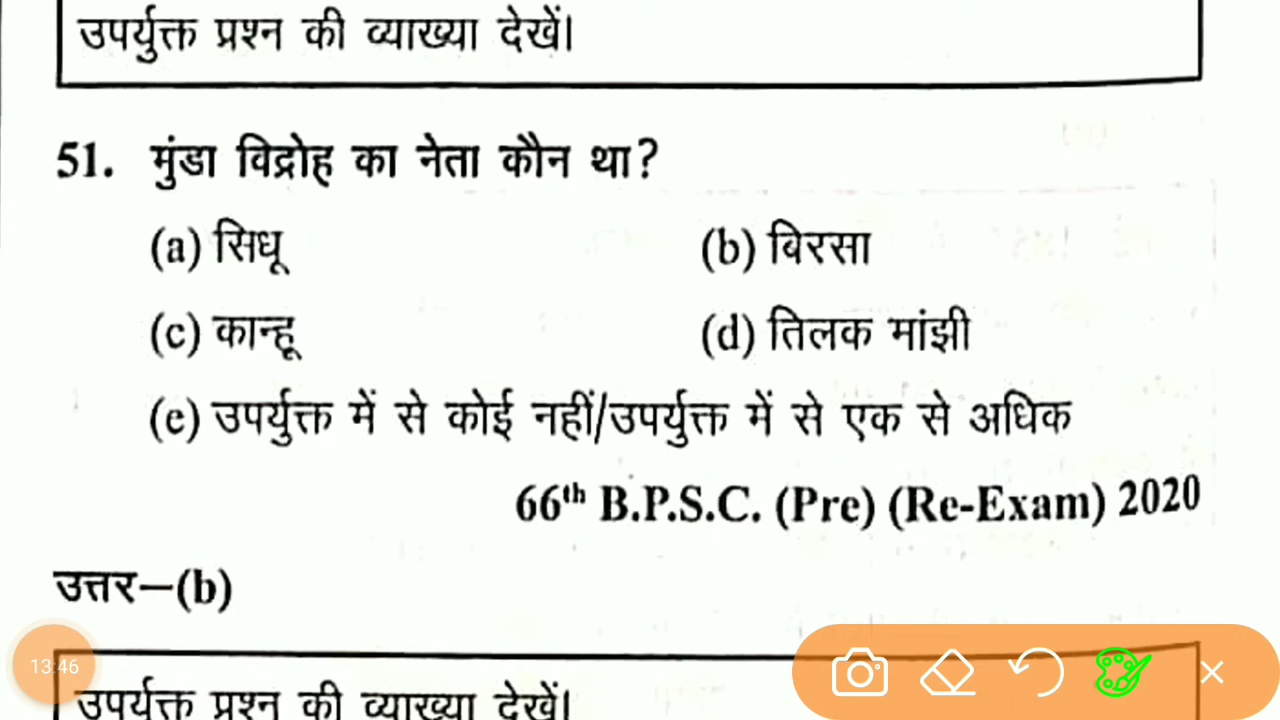 उपर्युक्त प्रश्न की व्याख्या देखें।
51. मुंडा विद्रोह का नेता कौन था?
(a) सिधू (b) बिरसा
(c) कान्हू (d) तिलक मांझी
(e) उपर्युक्त में से कोई नहीं/उपर्युक्त में से एक से अधिक
66th B.P.S.C. (Pre) (Re-Exam) 2020
उत्तर—(b)
13:46
उपर्युक्त प्रश्न की व्याख्या देखें।